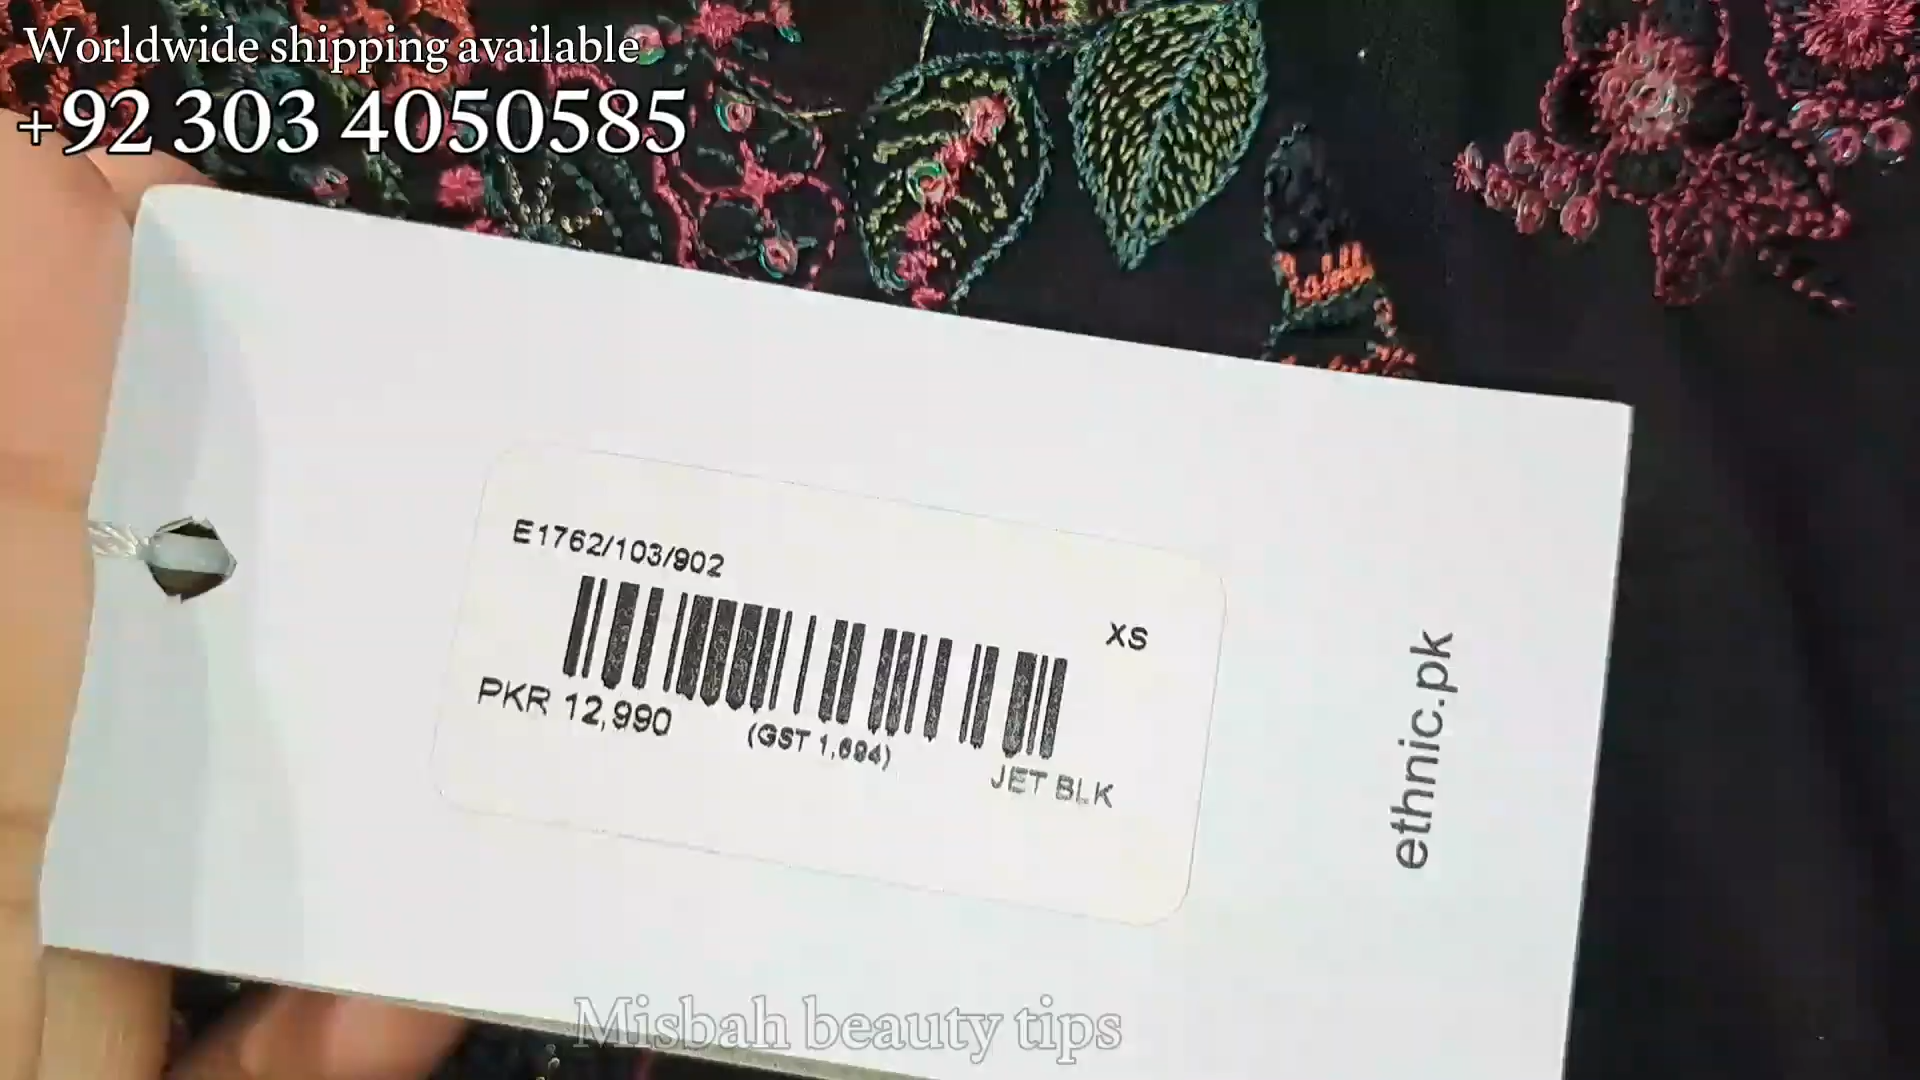 Worldwide shipping available
+92 303 4050585
E1762/103/902
XS
PKR 12,990
(GST 1,694)
JET BLK
ethnic.pk
Misbah beauty tips